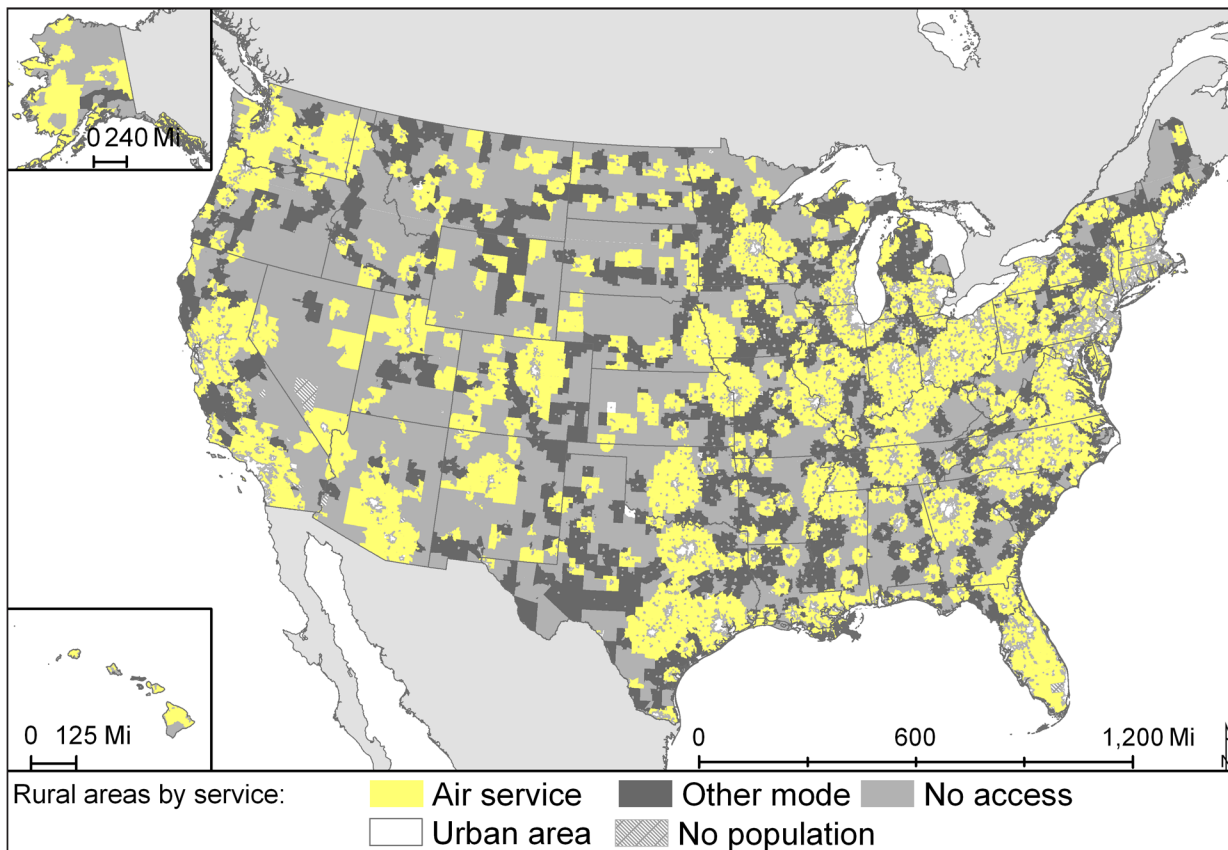 0 240 Mi
0 125 Mi
0 600 1,200 Mi
Rural areas by service: Air service Other mode No access
Urban area No population